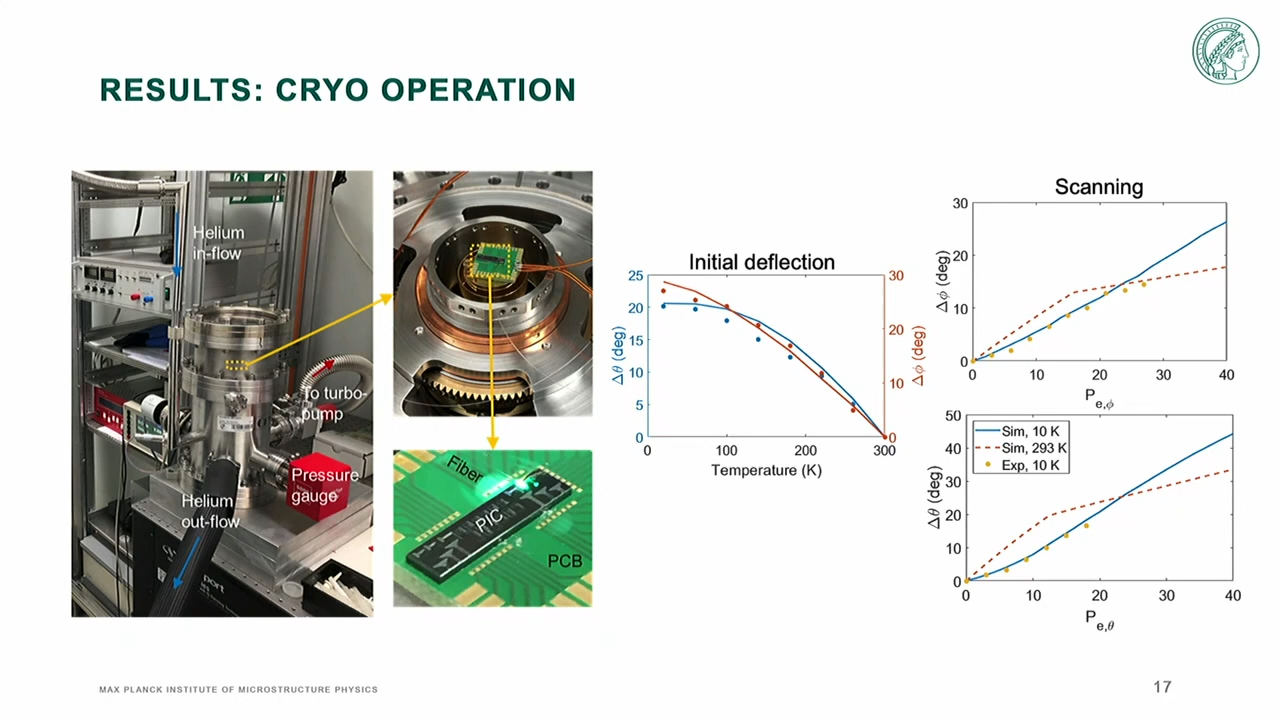 RESULTS: CRYO OPERATION
Helium
in-flow
To turbo-
pump
Pressure
gauge
Helium
out-flow
port
Fiber
PIC
PCB
Initial deflection
25
20
15
10
5
0
Δθ (deg)
30
20
10
0
Δϕ (deg)
0
100
200
300
Temperature (K)
Scanning
30
20
10
0
Δϕ (deg)
0
10
20
30
40
Pe,ϕ
50
40
30
20
10
0
Δθ (deg)
Sim, 10 K
Sim, 293 K
Exp, 10 K
0
10
20
30
40
Pe,θ
MAX PLANCK INSTITUTE OF MICROSTRUCTURE PHYSICS
17